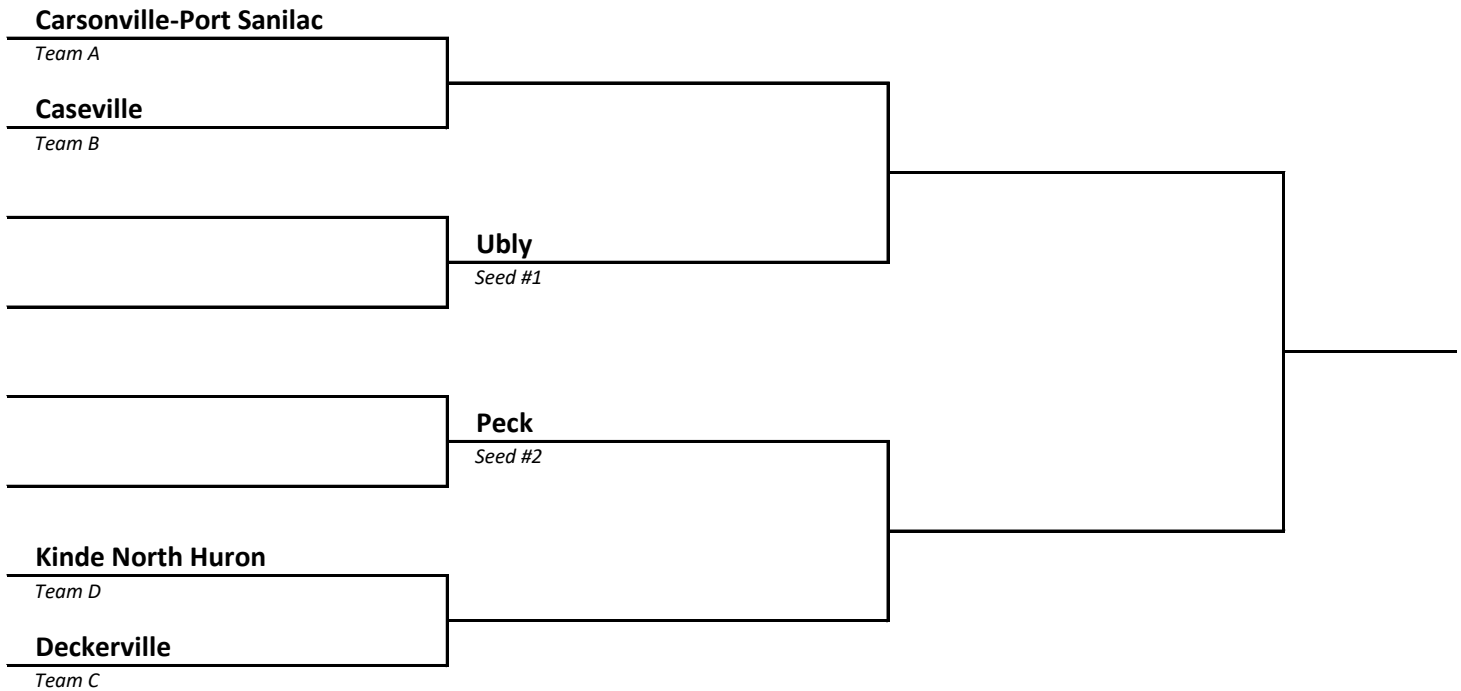 Carsonville-Port Sanilac
Team A
Caseville
Team B
Ubly
Seed #1
Peck
Seed #2
Kinde North Huron
Team D
Deckerville
Team C